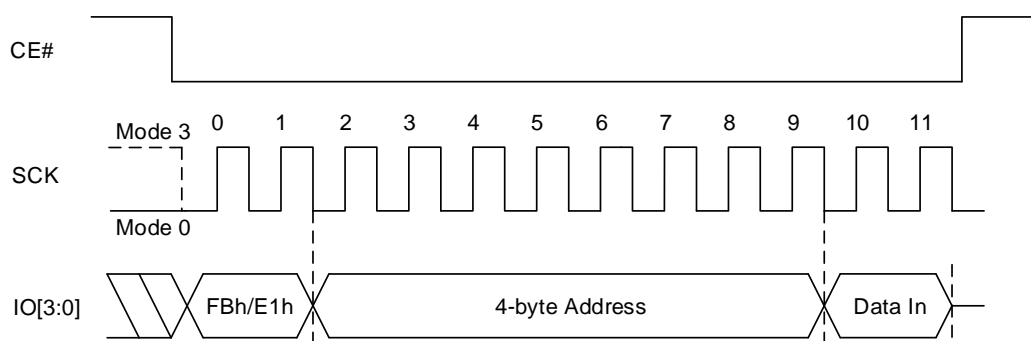 CE#
0 1 2 3 4 5 6 7 8 9 10 11
Mode 3
SCK
Mode 0
IO[3:0] FBh/E1h 4-byte Address Data In